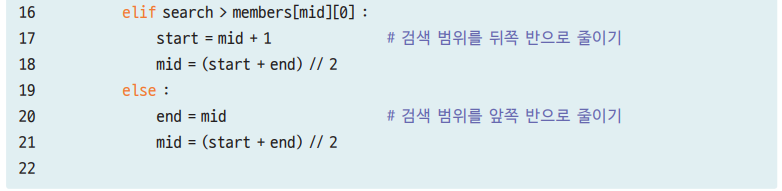 16 elif search > members[mid][0] :
17 start = mid + 1 # 검색 범위를 뒤쪽 반으로 줄이기
18 mid = (start + end) // 2
19 else :
20 end = mid # 검색 범위를 앞쪽 반으로 줄이기
21 mid = (start + end) // 2
22